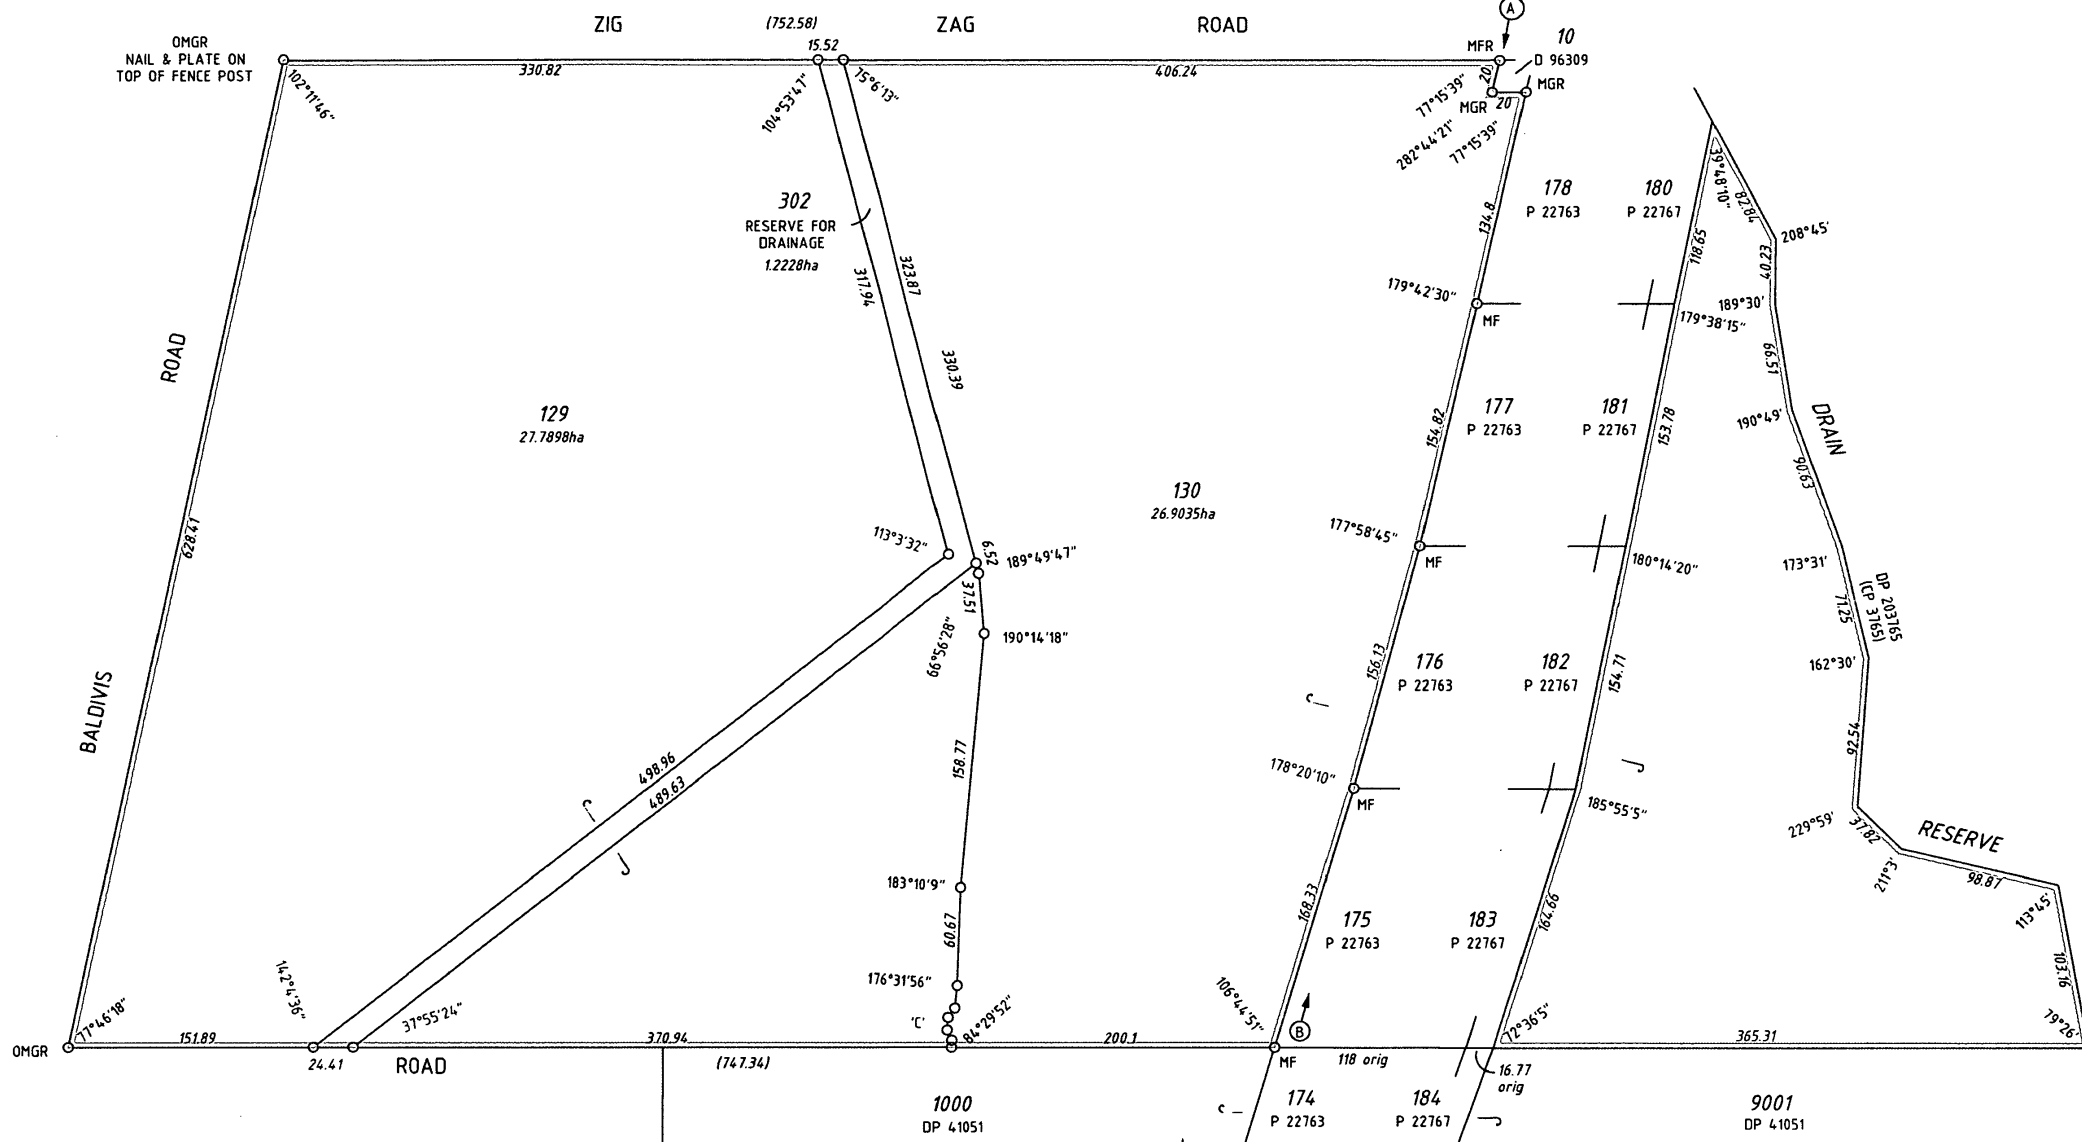 ZIG
(752.58)
ZAG
ROAD
A
OMGR
NAIL & PLATE ON
TOP OF FENCE POST
330.82
15.52
406.24
MFR
10
D 96309
20
MGR
MGR
20
102°11'46"
104°53'47"
75°6'13"
77°15'39"
282°44'21"
77°15'39"
302
RESERVE FOR
DRAINAGE
1.2228ha
317.94
323.87
330.39
134.8
178
P 22763
180
P 22767
118.65
39°48'10"
82.84
208°45'
40.23
189°30'
179°42'30"
MF
179°38'15"
66.51
ROAD
129
27.7898ha
154.82
177
P 22763
181
P 22767
153.78
190°49'
DRAIN
90.63
130
26.9035ha
628.41
113°3'32"
6.52
189°49'47"
37.51
177°58'45"
MF
180°14'20"
173°31'
71.25
DP 203765
(CP 3765)
66°56'28"
190°14'18"
156.13
176
P 22763
182
P 22767
154.71
162°30'
BALDIVIS
498.96
489.63
158.77
92.54
178°20'10"
MF
185°55'5"
229°59'
37.82
RESERVE
211°3'
98.87
183°10'9"
168.33
175
P 22763
183
P 22767
164.66
113°45'
60.67
176°31'56"
103.16
142°4'36"
'C'
84°29'52"
106°44'51"
B
77°46'18"
37°55'24"
72°36'5"
79°26'
OMGR
151.89
24.41
ROAD
370.94
(747.34)
200.1
MF
118 orig
16.77
orig
365.31
1000
DP 41051
174
P 22763
184
P 22767
9001
DP 41051